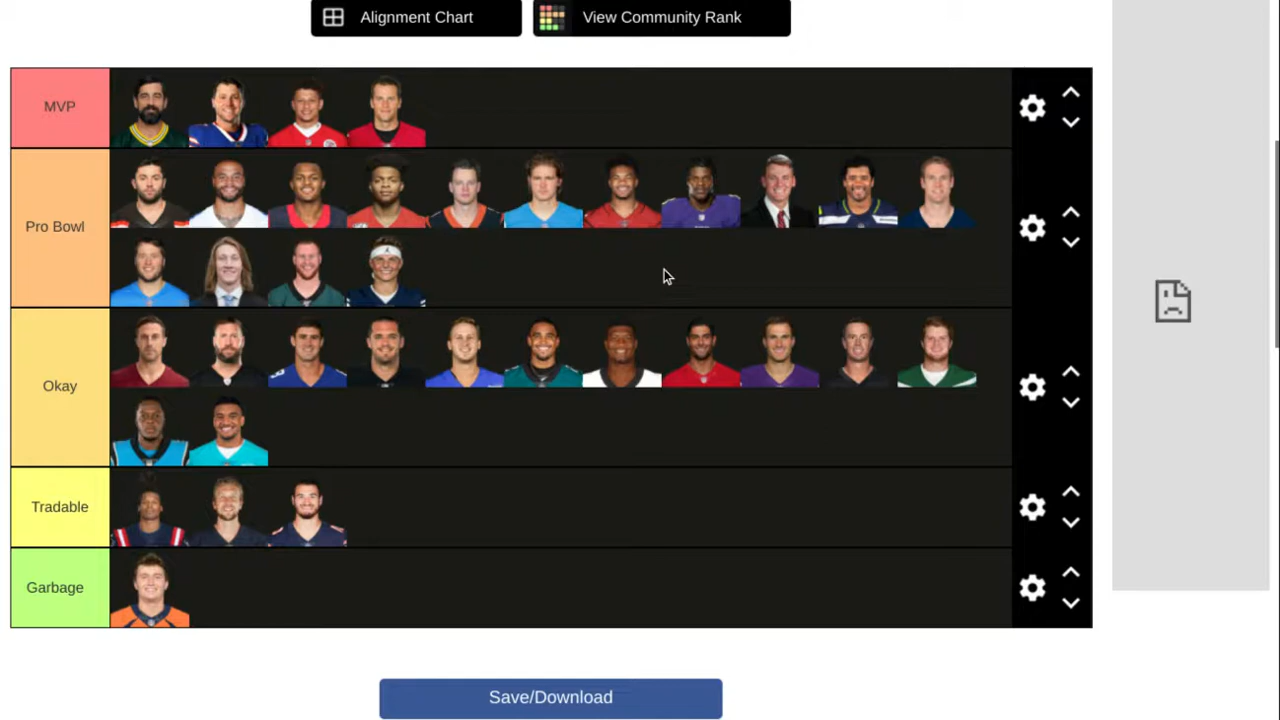 Alignment Chart
View Community Rank
MVP
Pro Bowl
Okay
Tradable
Garbage
Save/Download